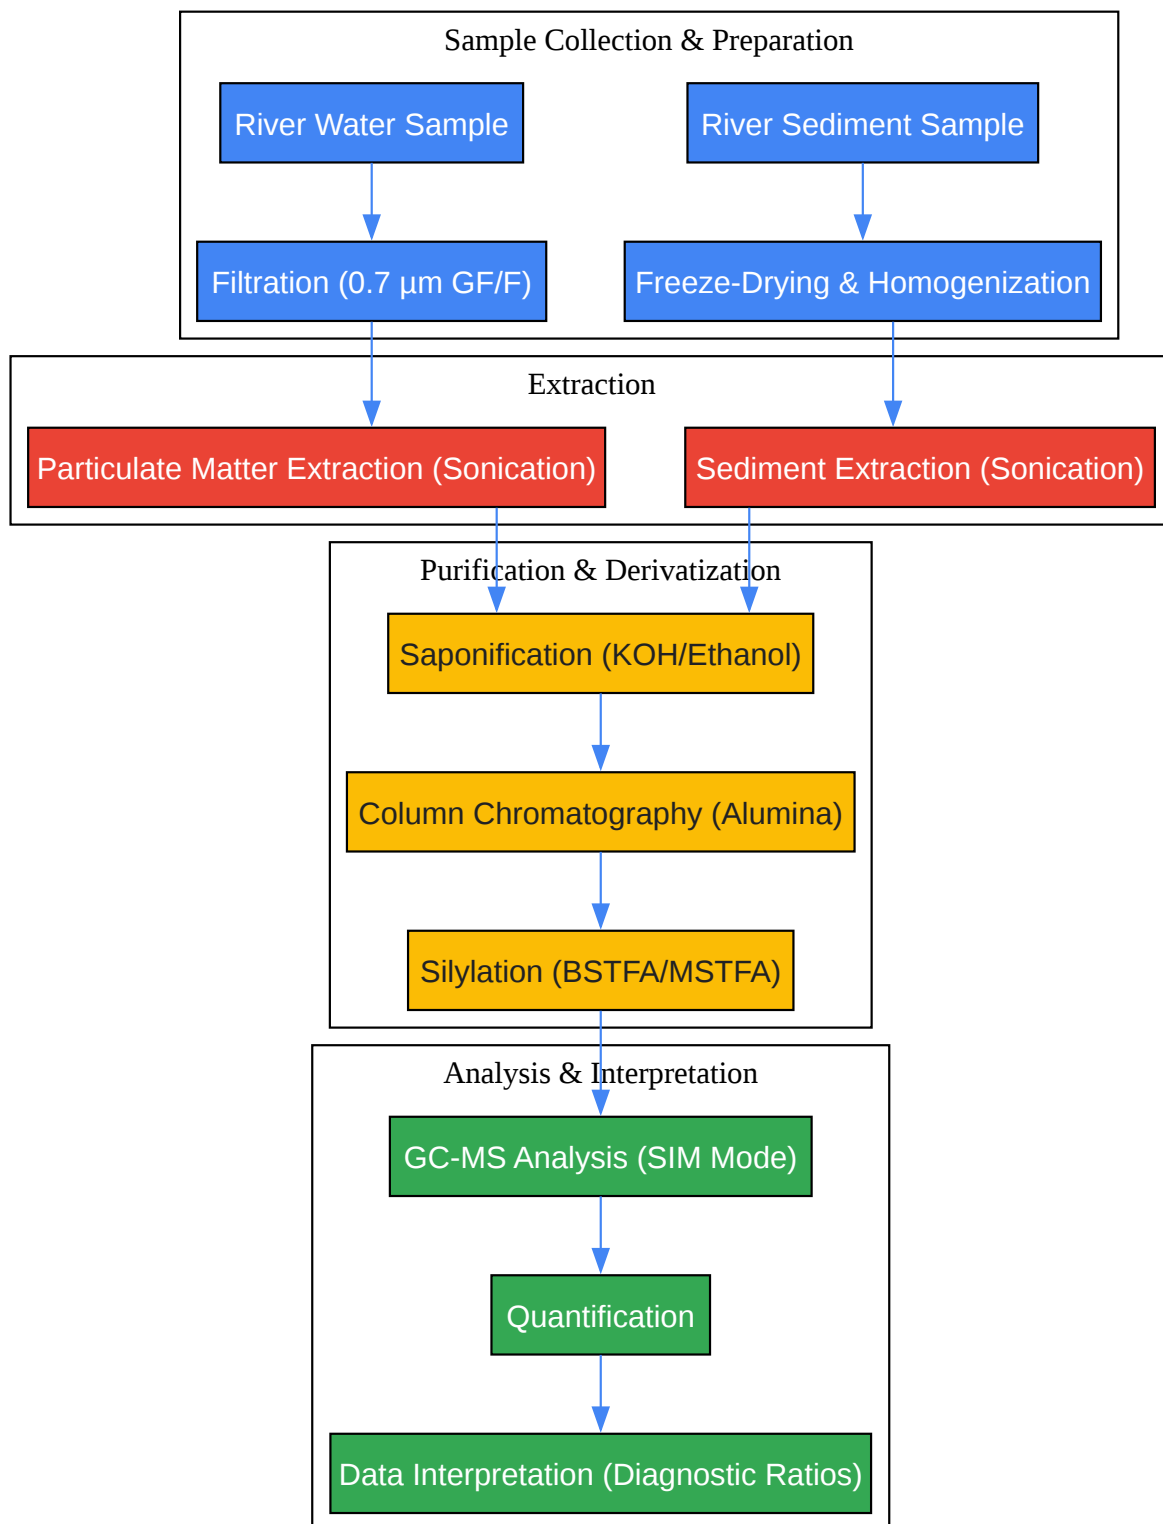 Sample Collection & Preparation
River Water Sample
River Sediment Sample
Filtration (0.7 µm GF/F)
Freeze-Drying & Homogenization
Extraction
Particulate Matter Extraction (Sonication)
Sediment Extraction (Sonication)
Purification & Derivatization
Saponification (KOH/Ethanol)
Column Chromatography (Alumina)
Silylation (BSTFA/MSTFA)
Analysis & Interpretation
GC-MS Analysis (SIM Mode)
Quantification
Data Interpretation (Diagnostic Ratios)